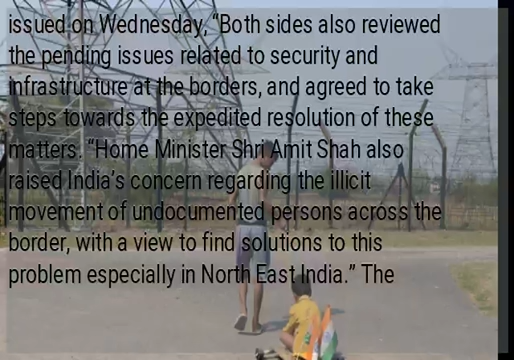 issued on Wednesday, “Both sides also reviewed
the pending issues related to security and
infrastructure at the borders, and agreed to take
steps towards the expedited resolution of these
matters. “Home Minister Shri Amit Shah also
raised India’s concern regarding the illicit
movement of undocumented persons across the
border, with a view to find solutions to this
problem especially in North East India.” The